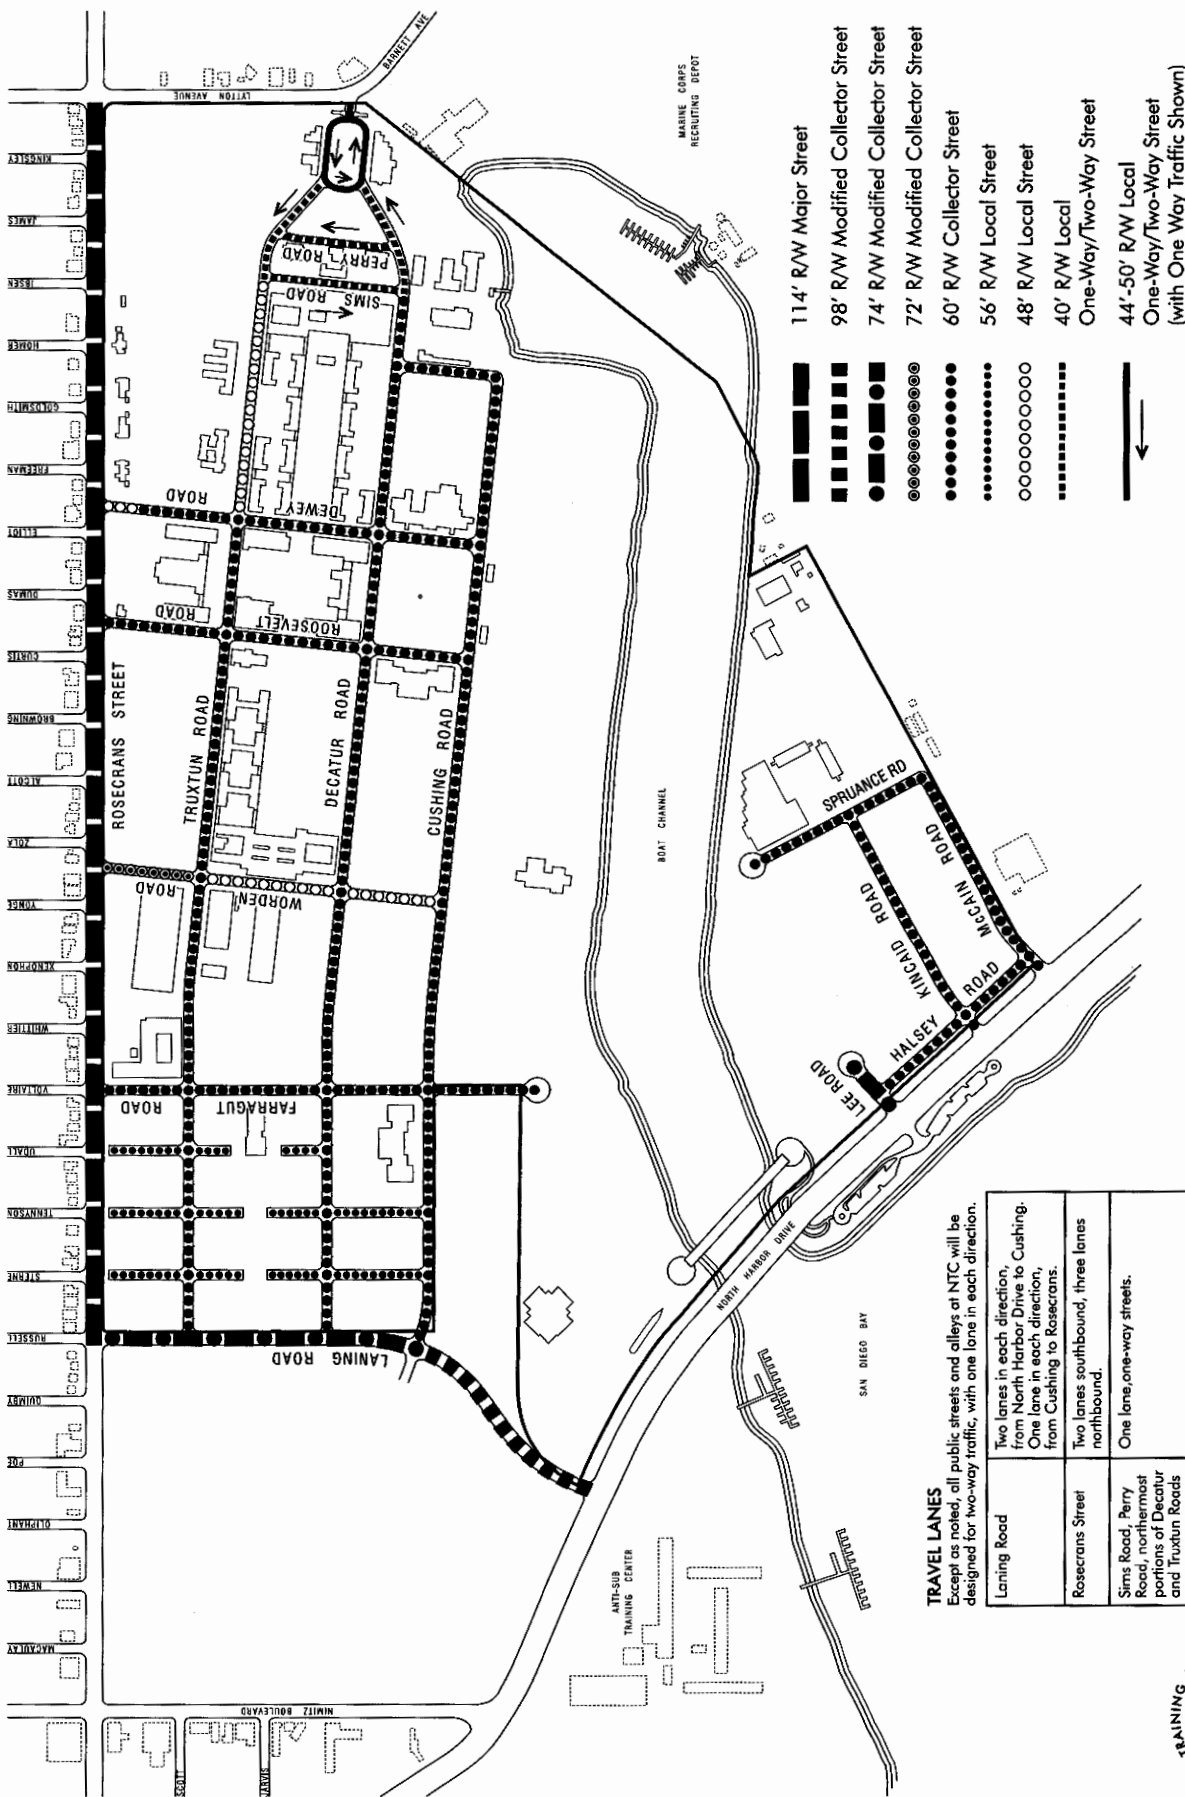 KINGSLEY
JAMES
IBSEN
HOMER
GOLDSMITH
FREEMAN
ELLIOT
DUMAS
CURTIS
BROWNING
ALCOTT
ZOLA
YONGE
XENOPHON
WHITTIER
VOLTAIRE
UDALL
TENNYSON
STERNE
RUSSELL
QUIMBY
POE
OLIPHANT
NEWELL
MACAULAY
LYTTON AVENUE
BARNETT AVE
MARINE CORPS
RECRUITING DEPOT
PERRY
ROAD
SIMS
ROAD
ROAD
DEWEY
ROAD
ROOSEVELT
ROSECRANS STREET
TRUXTUN ROAD
DECATUR ROAD
CUSHING ROAD
ROAD
WORDEN
ROAD
FARRAGUT
LANING ROAD
BOAT CHANNEL
SPRUANCE RD
KINCAID ROAD
McCAIN ROAD
HALSEY ROAD
LEE ROAD
NORTH HARBOR DRIVE
SAN DIEGO BAY
ANTI-SUB
TRAINING CENTER
NIMITZ BOULEVARD
SCOTT
JARVIS
114' R/W Major Street
98' R/W Modified Collector Street
74' R/W Modified Collector Street
72' R/W Modified Collector Street
60' R/W Collector Street
56' R/W Local Street
48' R/W Local Street
40' R/W Local
One-Way/Two-Way Street
44'-50' R/W Local
One-Way/Two-Way Street
(with One Way Traffic Shown)
TRAVEL LANES
Except as noted, all public streets and alleys at NTC will be
designed for two-way traffic, with one lane in each direction.
Laning Road
Two lanes in each direction,
from North Harbor Drive to Cushing.
One lane in each direction,
from Cushing to Rosecrans.
Rosecrans Street
Two lanes southbound, three lanes
northbound.
Sims Road, Perry
Road, northermost
portions of Decatur
and Truxtun Roads
One lane,one-way streets.
TRAINING